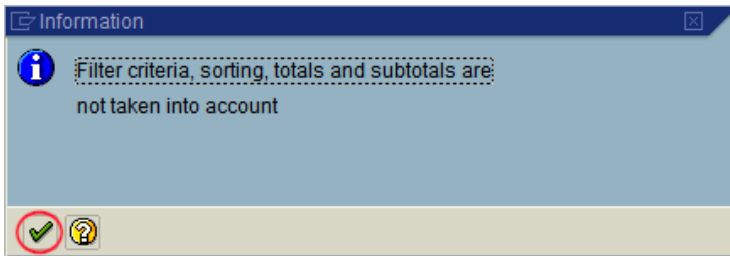 Information
Filter criteria, sorting, totals and subtotals are
not taken into account